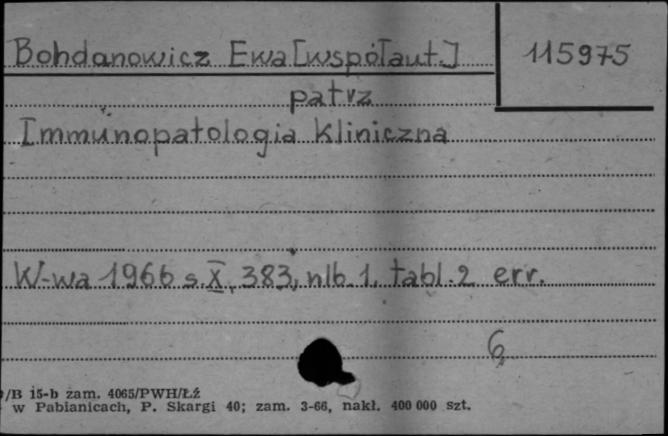 Bohdanowicz Ewa [współaut.]
115975
patrz
Immunopatologia Kliniczna
W-wa 1966 s. X, 383, nlb. 1, tabl. 2 err.
6
/B 15-b zam. 4065/PWH/Łź
w Pabianicach, P. Skargi 40; zam. 3-66, nakł. 400 000 szt.